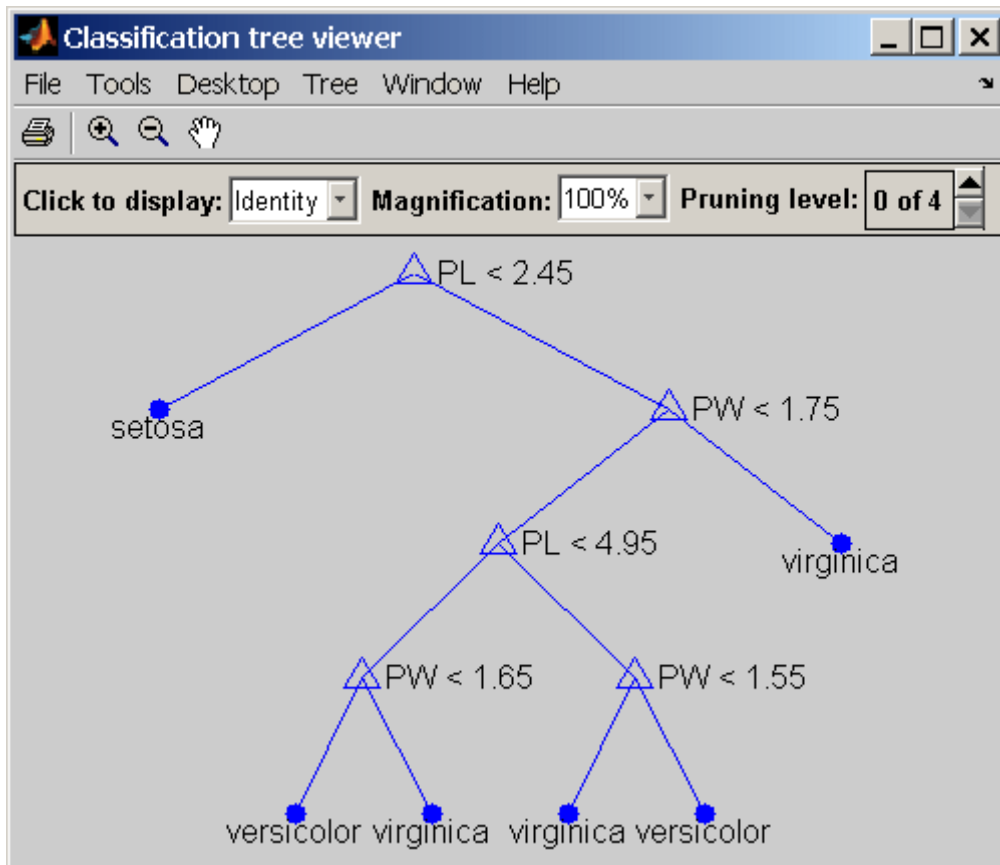 Classification tree viewer
File Tools Desktop Tree Window Help
Click to display: Identity Magnification: 100% Pruning level: 0 of 4
PL < 2.45
setosa
PW < 1.75
PL < 4.95
virginica
PW < 1.65
PW < 1.55
versicolor virginica virginica versicolor